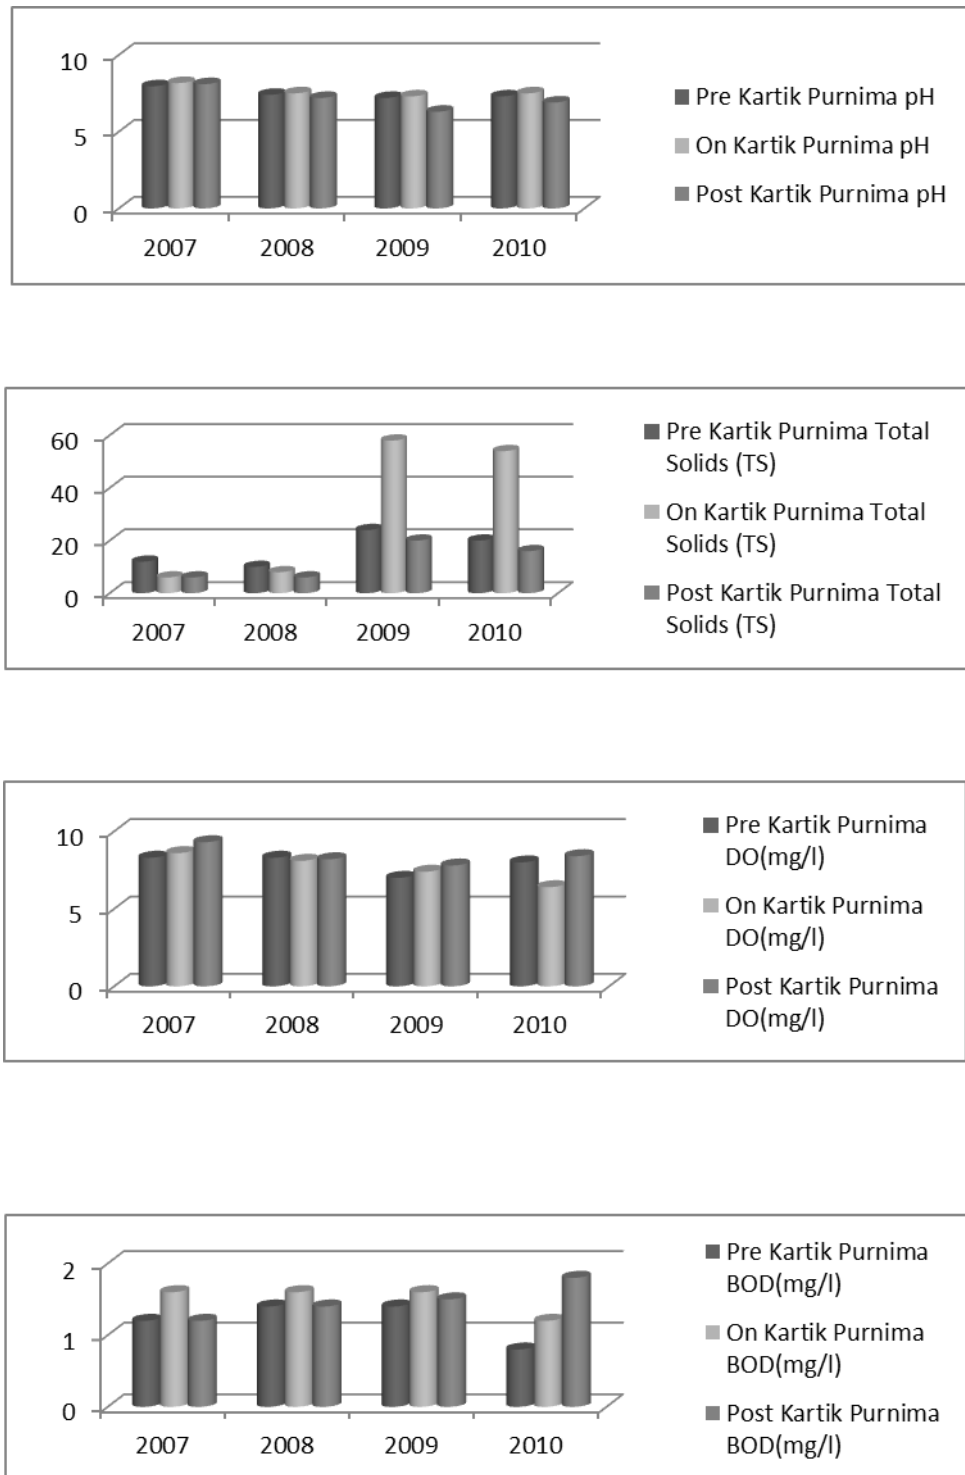 10
5
0
2007 2008 2009 2010
Pre Kartik Purnima pH
On Kartik Purnima pH
Post Kartik Purnima pH
60
40
20
0
2007 2008 2009 2010
Pre Kartik Purnima Total
Solids (TS)
On Kartik Purnima Total
Solids (TS)
Post Kartik Purnima Total
Solids (TS)
10
5
0
2007 2008 2009 2010
Pre Kartik Purnima
DO(mg/l)
On Kartik Purnima
DO(mg/l)
Post Kartik Purnima
DO(mg/l)
2
1
0
2007 2008 2009 2010
Pre Kartik Purnima
BOD(mg/l)
On Kartik Purnima
BOD(mg/l)
Post Kartik Purnima
BOD(mg/l)